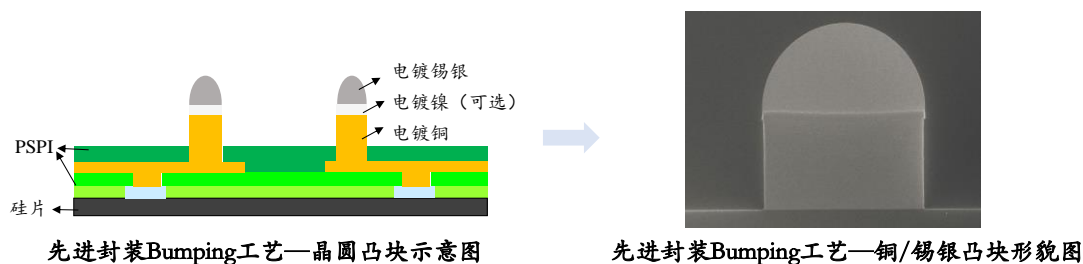 电镀锡银
电镀镍（可选）
电镀铜
PSPI
硅片
先进封装Bumping工艺—晶圆凸块示意图
先进封装Bumping工艺—铜/锡银凸块形貌图